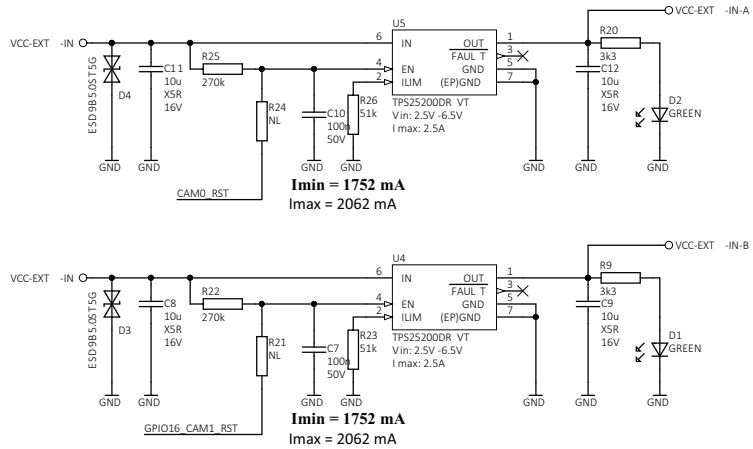 VCC-EXT -IN-A
U5
VCC-EXT -IN
6 IN OUT 1
FAUL T 3
4 EN GND 5
2 ILIM (EP)GND 7
TPS25200DR VT
Vin: 2.5V -6.5V
I max: 2.5A
ESD9B5.0ST5G
D4
C11
10u
X5R
16V
R25
270k
R24
NL
C10
100n
50V
R26
51k
R20
3k3
C12
10u
X5R
16V
D2
GREEN
GND GND GND GND GND GND GND
CAM0_RST
Imin = 1752 mA
Imax = 2062 mA
VCC-EXT -IN-B
U4
VCC-EXT -IN
6 IN OUT 1
FAUL T 3
4 EN GND 5
2 ILIM (EP)GND 7
TPS25200DR VT
Vin: 2.5V -6.5V
I max: 2.5A
ESD9B5.0ST5G
D3
C8
10u
X5R
16V
R22
270k
R21
NL
C7
100n
50V
R23
51k
R9
3k3
C9
10u
X5R
16V
D1
GREEN
GND GND GND GND GND GND GND
GPIO16_CAM1_RST
Imin = 1752 mA
Imax = 2062 mA